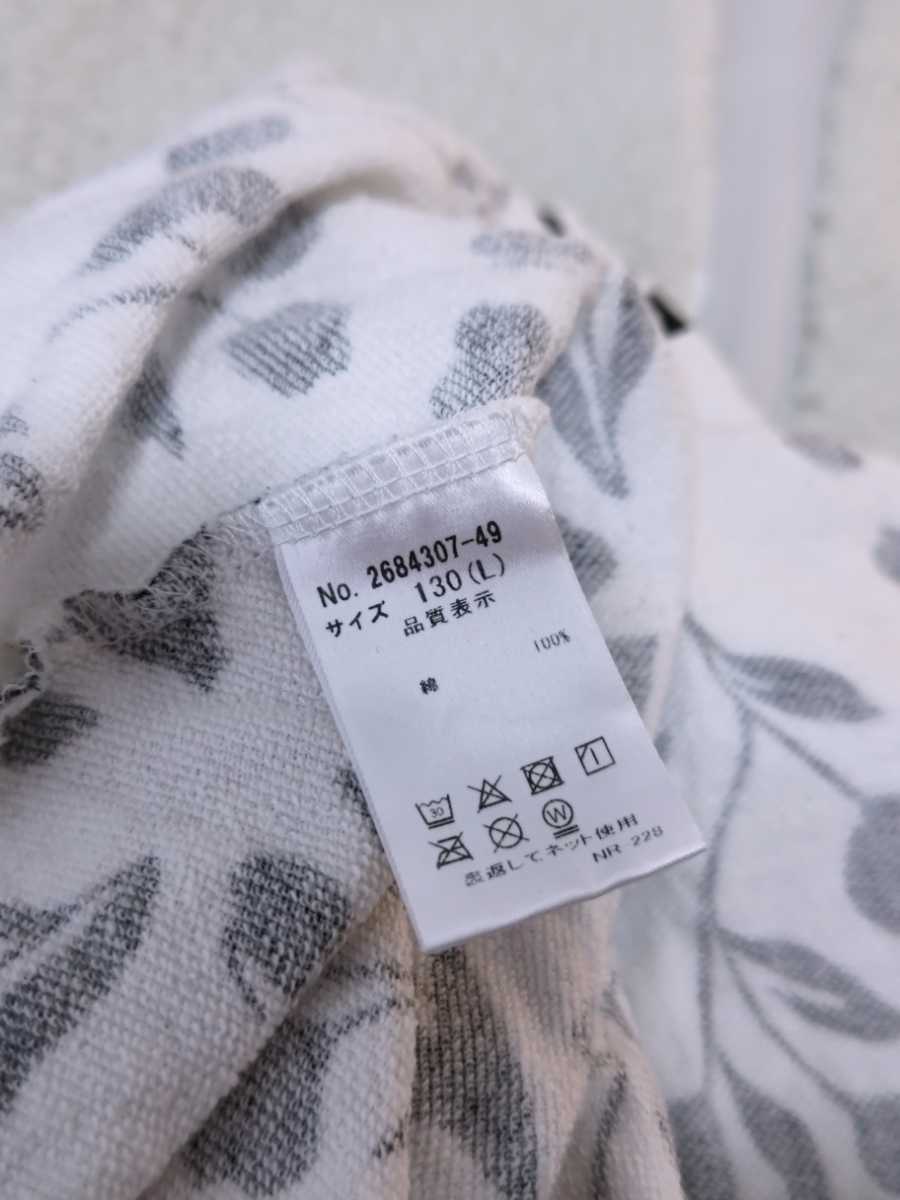 No. 2684307-49
サイズ 130(L)
品質表示
綿 100%
30
W
裏返してネット使用
NR-228